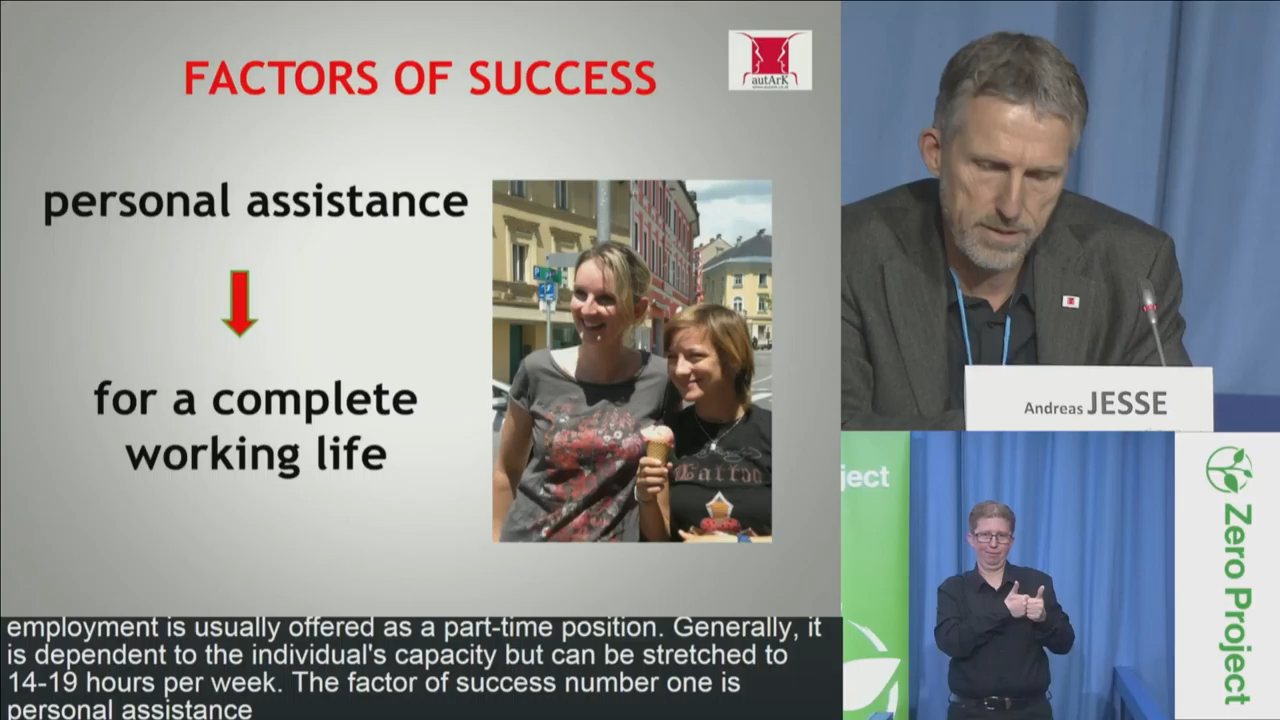 FACTORS OF SUCCESS
autArK
personal assistance
for a complete
working life
Tattoo
Andreas JESSE
ject
Zero Project
employment is usually offered as a part-time position. Generally, it
is dependent to the individual's capacity but can be stretched to
14-19 hours per week. The factor of success number one is
personal assistance